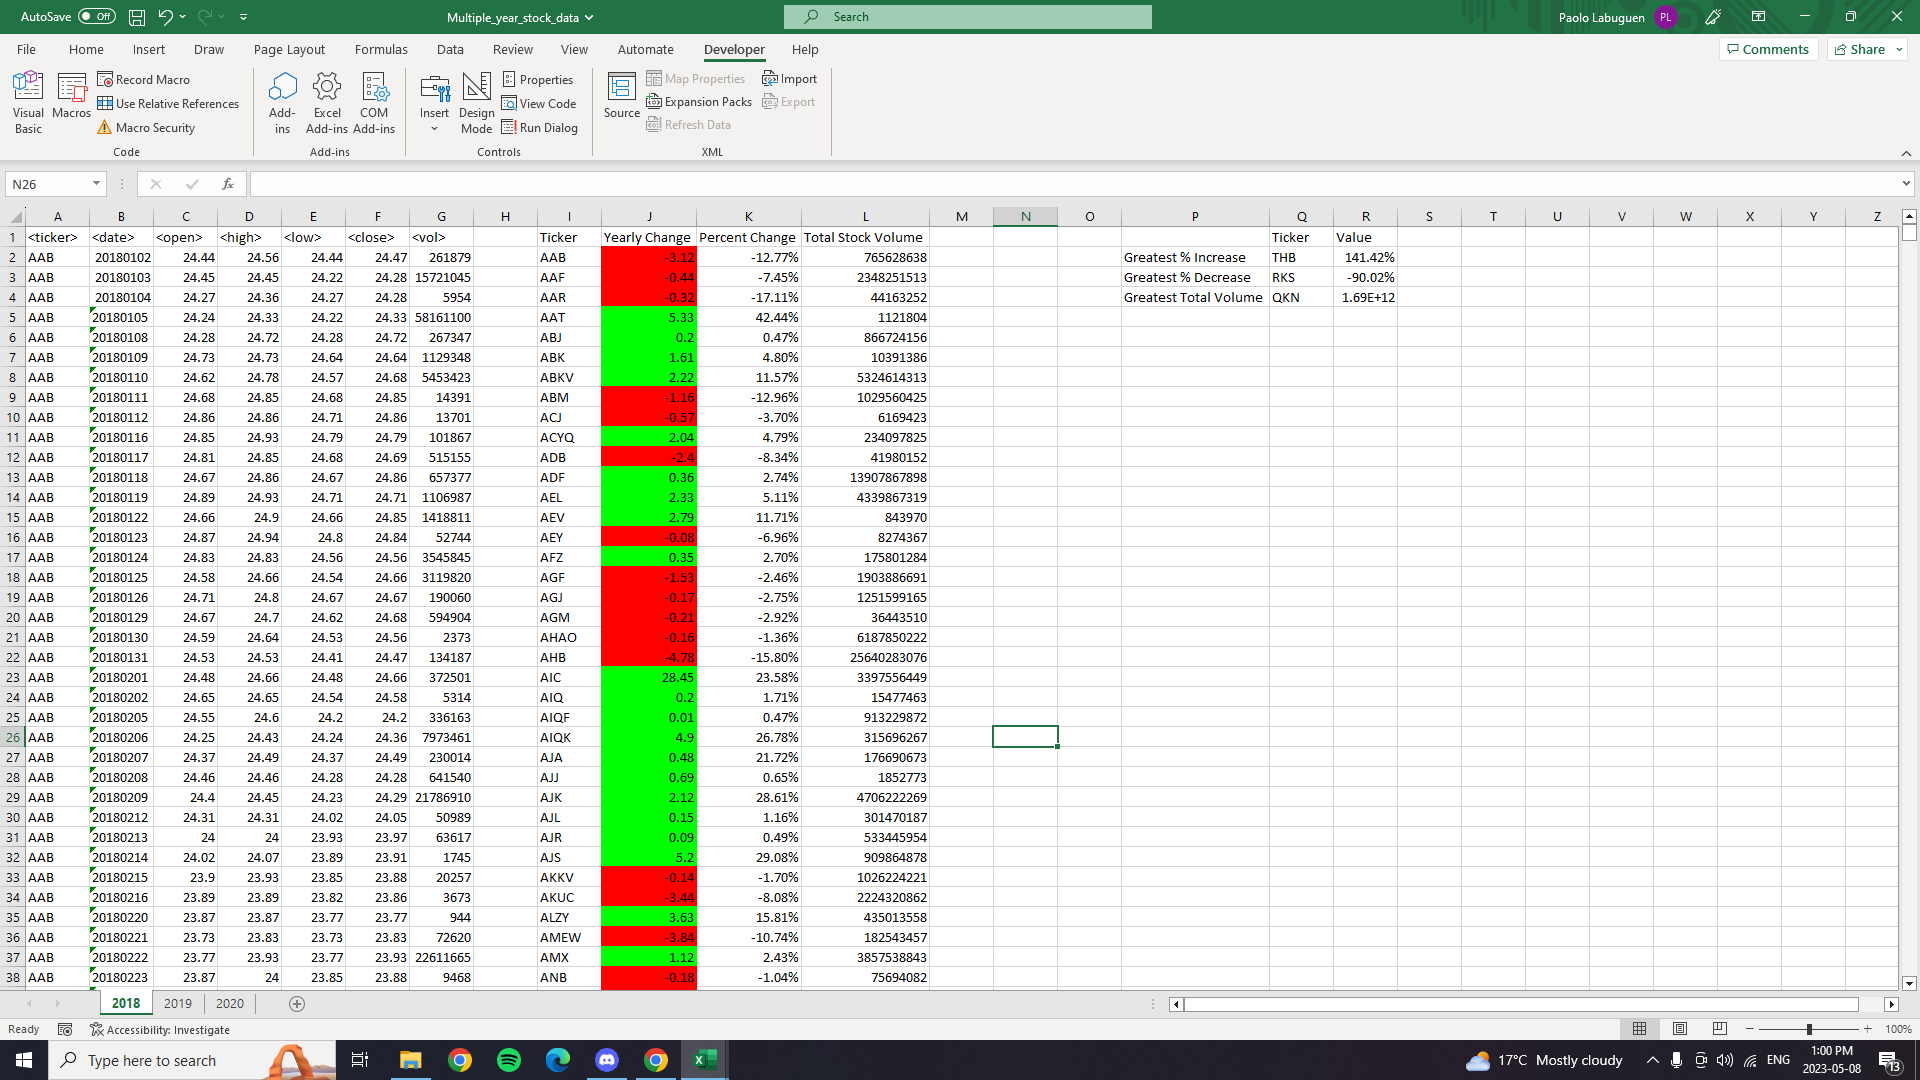 AutoSave Off Multiple_year_stock_data Search Paolo Labuguen PL
File Home Insert Draw Page Layout Formulas Data Review View Automate Developer Help Comments Share
Visual Basic
Macros
Record Macro
Use Relative References
Macro Security
Code
Add-ins
Excel Add-ins
COM Add-ins
Add-ins
Insert
Design Mode
Properties
View Code
Run Dialog
Controls
Source
Map Properties
Expansion Packs
Refresh Data
Import
Export
XML
N26 fx
A B C D E F G H I J K L M N O P Q R S T U V W X Y Z
1 <ticker> <date> <open> <high> <low> <close> <vol> Ticker Yearly Change Percent Change Total Stock Volume Ticker Value
2 AAB 20180102 24.44 24.56 24.44 24.47 261879 AAB -3.12 -12.77% 765628638 Greatest % Increase THB 141.42%
3 AAB 20180103 24.45 24.45 24.22 24.28 15721045 AAF -0.44 -7.45% 2348251513 Greatest % Decrease RKS -90.02%
4 AAB 20180104 24.27 24.36 24.27 24.28 5954 AAR -0.32 -17.11% 44163252 Greatest Total Volume QKN 1.69E+12
5 AAB 20180105 24.24 24.33 24.22 24.33 58161100 AAT 5.33 42.44% 1121804
6 AAB 20180108 24.28 24.72 24.28 24.72 267347 ABJ 0.2 0.47% 866724156
7 AAB 20180109 24.73 24.73 24.64 24.64 1129348 ABK 1.61 4.80% 10391386
8 AAB 20180110 24.62 24.78 24.57 24.68 5453423 ABKV 2.22 11.57% 5324614313
9 AAB 20180111 24.68 24.85 24.68 24.85 14391 ABM -1.16 -12.96% 1029560425
10 AAB 20180112 24.86 24.86 24.71 24.86 13701 ACJ -0.57 -3.70% 6169423
11 AAB 20180116 24.85 24.93 24.79 24.79 101867 ACYQ 2.04 4.79% 234097825
12 AAB 20180117 24.81 24.85 24.68 24.69 515155 ADB -2.4 -8.34% 41980152
13 AAB 20180118 24.67 24.86 24.67 24.86 657377 ADF 0.36 2.74% 13907867898
14 AAB 20180119 24.89 24.93 24.71 24.71 1106987 AEL 2.33 5.11% 4339867319
15 AAB 20180122 24.66 24.9 24.66 24.85 1418811 AEV 2.79 11.71% 843970
16 AAB 20180123 24.87 24.94 24.8 24.84 52744 AEY -0.08 -6.96% 8274367
17 AAB 20180124 24.83 24.83 24.56 24.56 3545845 AFZ 0.35 2.70% 175801284
18 AAB 20180125 24.58 24.66 24.54 24.66 3119820 AGF -1.53 -2.46% 1903886691
19 AAB 20180126 24.71 24.8 24.67 24.67 190060 AGJ -0.17 -2.75% 1251599165
20 AAB 20180129 24.67 24.7 24.62 24.68 594904 AGM -0.21 -2.92% 36443510
21 AAB 20180130 24.59 24.64 24.53 24.56 2373 AHAO -0.16 -1.36% 6187850222
22 AAB 20180131 24.53 24.53 24.41 24.47 134187 AHB -4.78 -15.80% 25640283076
23 AAB 20180201 24.48 24.66 24.48 24.66 372501 AIC 28.45 23.58% 3397556449
24 AAB 20180202 24.65 24.65 24.54 24.58 5314 AIQ 0.2 1.71% 15477463
25 AAB 20180205 24.55 24.6 24.2 24.2 336163 AIQF 0.01 0.47% 913229872
26 AAB 20180206 24.25 24.43 24.24 24.36 7973461 AIQK 4.9 26.78% 315696267
27 AAB 20180207 24.37 24.49 24.37 24.49 230014 AJA 0.48 21.72% 176690673
28 AAB 20180208 24.46 24.46 24.28 24.28 641540 AJJ 0.69 0.65% 1852773
29 AAB 20180209 24.4 24.45 24.23 24.29 21786910 AJK 2.12 28.61% 4706222269
30 AAB 20180212 24.31 24.31 24.02 24.05 50989 AJL 0.15 1.16% 301470187
31 AAB 20180213 24 24 23.93 23.97 63617 AJR 0.09 0.49% 533445954
32 AAB 20180214 24.02 24.07 23.89 23.91 1745 AJS 5.2 29.08% 909864878
33 AAB 20180215 23.9 23.93 23.85 23.88 20257 AKKV -0.14 -1.70% 1026224221
34 AAB 20180216 23.89 23.89 23.82 23.86 3673 AKUC -3.44 -8.08% 2224320862
35 AAB 20180220 23.87 23.87 23.77 23.77 944 ALZY 3.63 15.81% 435013558
36 AAB 20180221 23.73 23.83 23.73 23.83 72620 AMEW -3.84 -10.74% 182543457
37 AAB 20180222 23.77 23.93 23.77 23.93 22611665 AMX 1.12 2.43% 3857538843
38 AAB 20180223 23.87 24 23.85 23.88 9468 ANB -0.18 -1.04% 75694082
2018 2019 2020
Ready Accessibility: Investigate 100%
Type here to search 17°C Mostly cloudy ENG 1:00 PM 13
2023-05-08